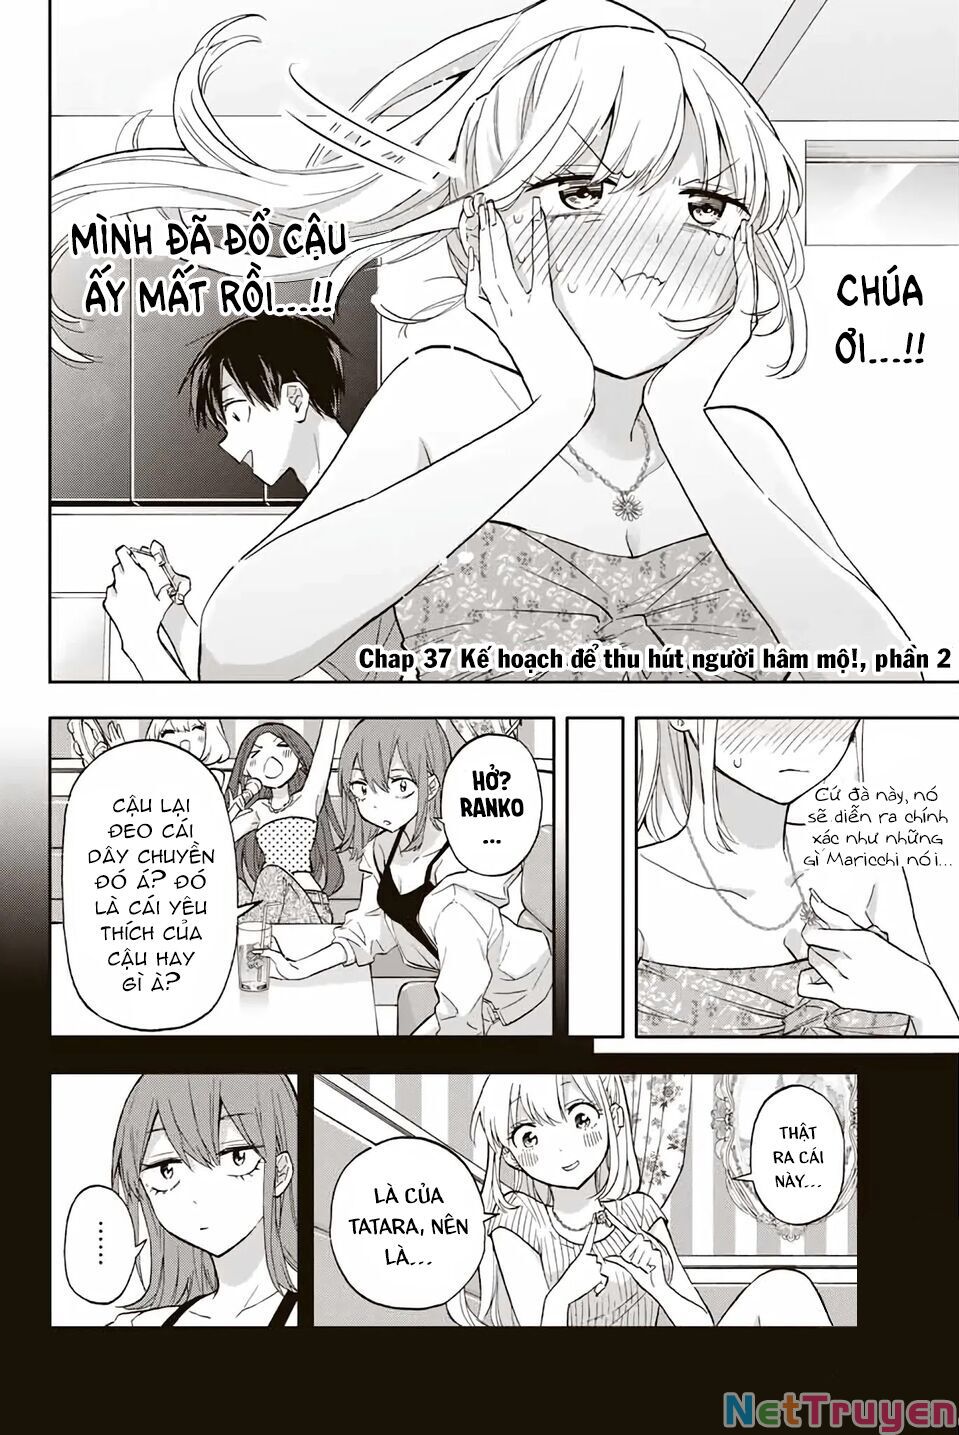 CHÚA
ƠI...!!
MÌNH ĐÃ ĐỔ CẬU
ẤY MẤT RỒI...!!
Chap 37 Kế hoạch để thu hút người hâm mộ!, phần 2
Cứ đà này, nó
sẽ diễn ra chính
xác như những
gì Maricchi nói...
HỞ?
RANKO
...
CẬU LẠI
ĐEO CÁI
DÂY CHUYỀN
ĐÓ Á? ĐÓ
LÀ CÁI YÊU
THÍCH CỦA
CẬU HAY
GÌ À?
THẬT
RA CÁI
NÀY...
LÀ CỦA
TATARA, NÊN
LÀ...
......
NetTruyen